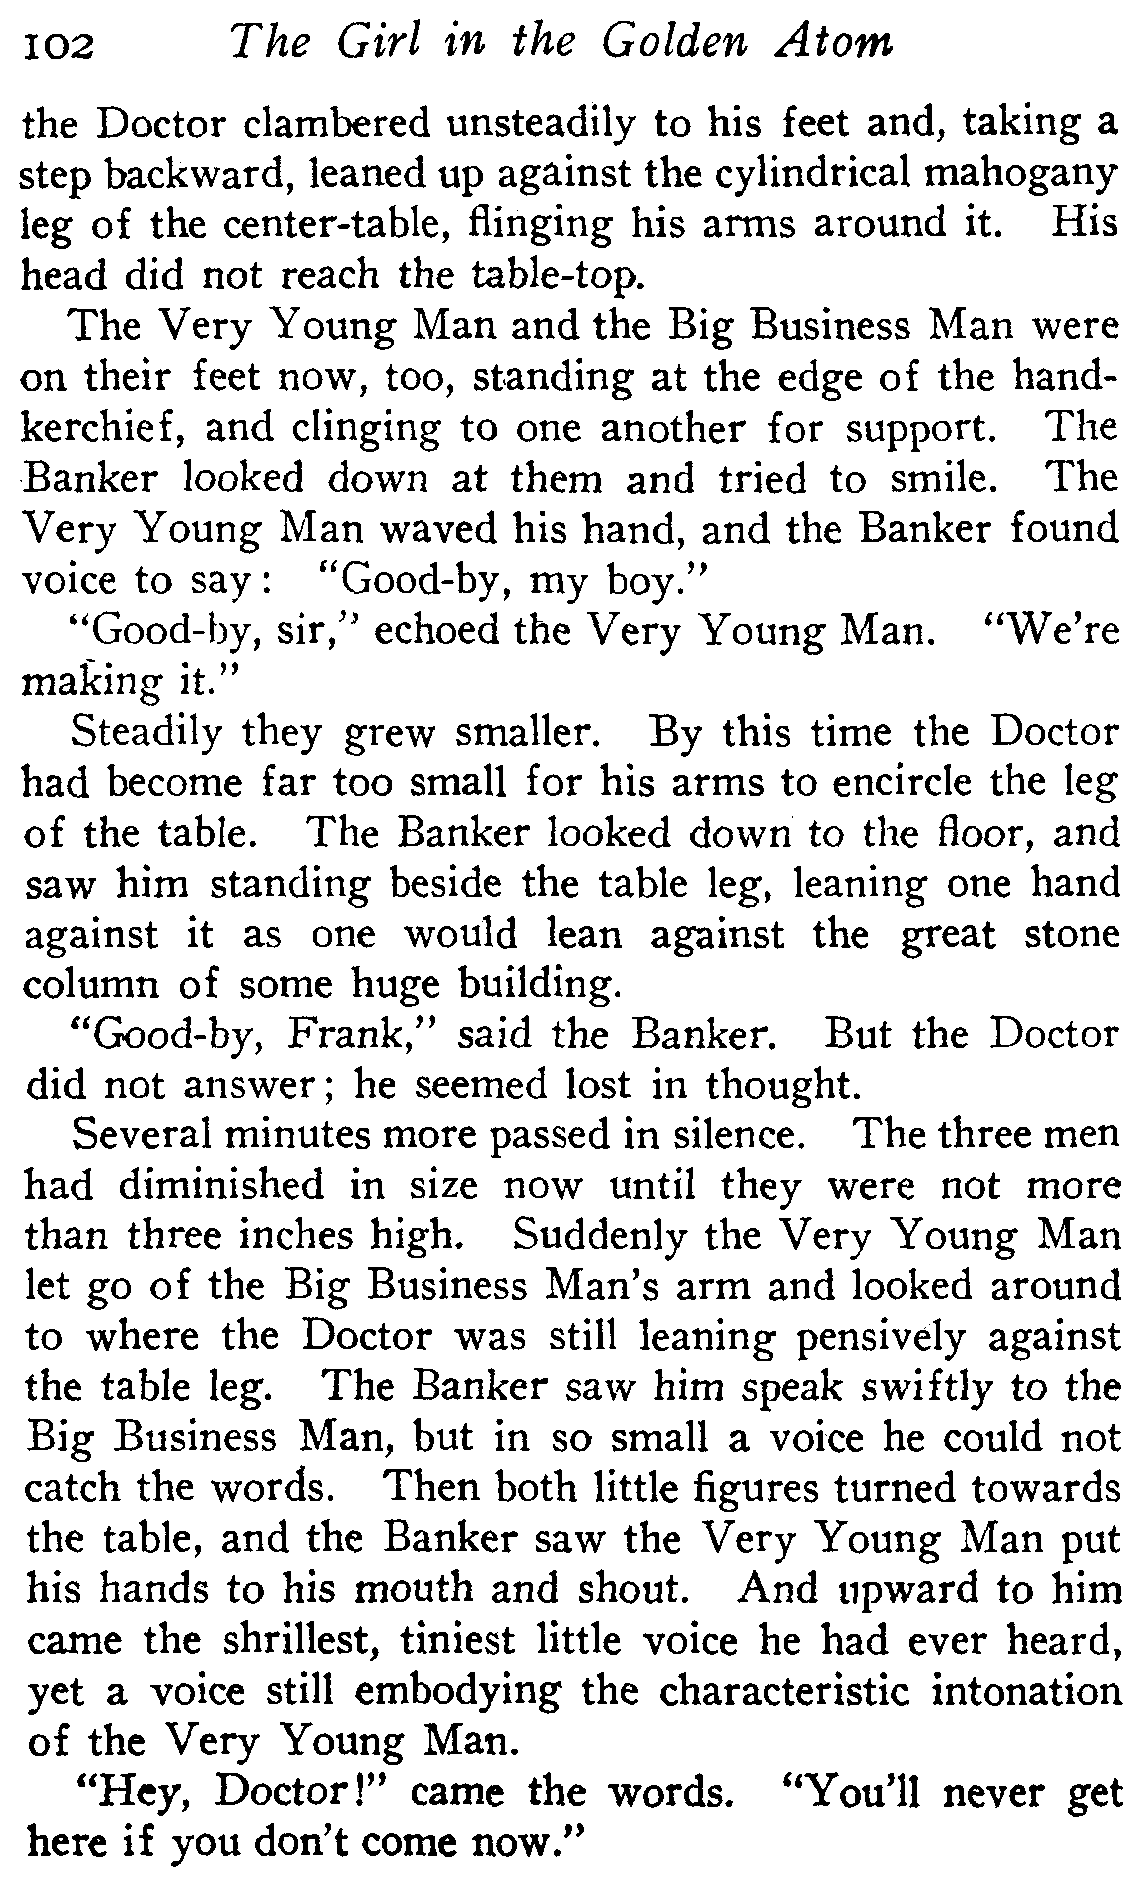 102 The Girl in the Golden Atom
the Doctor clambered unsteadily to his feet and, taking a
step backward, leaned up against the cylindrical mahogany
leg of the center-table, flinging his arms around it. His
head did not reach the table-top.
The Very Young Man and the Big Business Man were
on their feet now, too, standing at the edge of the hand-
kerchief, and clinging to one another for support. The
Banker looked down at them and tried to smile. The
Very Young Man waved his hand, and the Banker found
voice to say: "Good-by, my boy."
"Good-by, sir," echoed the Very Young Man. "We're
making it."
Steadily they grew smaller. By this time the Doctor
had become far too small for his arms to encircle the leg
of the table. The Banker looked down to the floor, and
saw him standing beside the table leg, leaning one hand
against it as one would lean against the great stone
column of some huge building.
"Good-by, Frank," said the Banker. But the Doctor
did not answer; he seemed lost in thought.
Several minutes more passed in silence. The three men
had diminished in size now until they were not more
than three inches high. Suddenly the Very Young Man
let go of the Big Business Man's arm and looked around
to where the Doctor was still leaning pensively against
the table leg. The Banker saw him speak swiftly to the
Big Business Man, but in so small a voice he could not
catch the words. Then both little figures turned towards
the table, and the Banker saw the Very Young Man put
his hands to his mouth and shout. And upward to him
came the shrillest, tiniest little voice he had ever heard,
yet a voice still embodying the characteristic intonation
of the Very Young Man.
"Hey, Doctor!" came the words. "You'll never get
here if you don't come now."